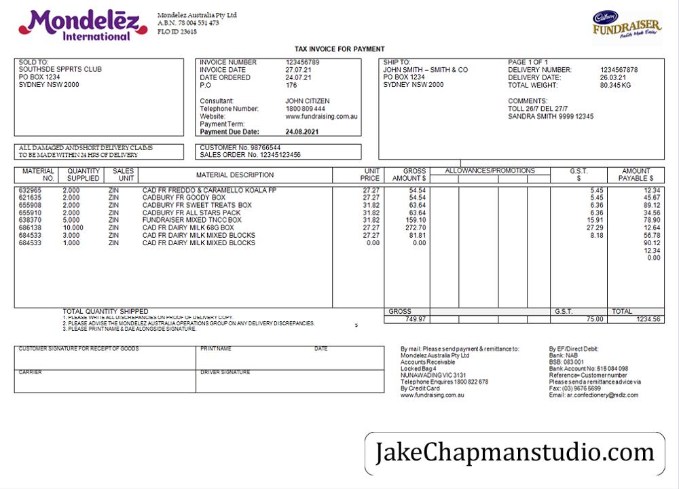 Mondelēz
International
Mondelez Australia Pty Ltd
A.B.N. 78 004 551 473
FLO ID 23618
Cadbury
FUNDRAISER
TAX INVOICE FOR PAYMENT
SOLD TO:
SOUTHSDE SPPRTS CLUB
PO BOX 1234
SYDNEY NSW 2000
INVOICE NUMBER 123456789
INVOICE DATE 27.07.21
DATE ORDERED 24.07.21
P.O 176
Consultant: JOHN CITIZEN
Telephone Number: 1800 809 444
Website: www.fundraising.com.au
Payment Term:
Payment Due Date: 24.08.2021
SHIP TO:
JOHN SMITH – SMITH & CO
PO BOX 1234
SYDNEY NSW 2000
PAGE 1 OF 1
DELIVERY NUMBER: 1234567878
DELIVERY DATE: 26.03.21
TOTAL WEIGHT: 80.345 KG
COMMENTS:
TOLL 26/7 DEL 27/7
SANDRA SMITH 9999 12345
ALL DAMAGED AND SHORT DELIVERY CLAIMS
TO BE MADE WITHIN 24 HRS OF DELIVERY
CUSTOMER No. 98766544
SALES ORDER No. 12345123456
MATERIAL NO. QUANTITY SUPPLIED SALES UNIT MATERIAL DESCRIPTION UNIT PRICE GROSS AMOUNT $ ALLOWANCES/PROMOTIONS G.S.T. $ AMOUNT PAYABLE $
632965 2.000 ZIN CAD FR FREDDO & CARAMELLO KOALA FP 27.27 54.54 5.45 12.34
621635 2.000 ZIN CADBURY FR GOODY BOX 27.27 54.54 5.45 45.67
655908 2.000 ZIN CADBURY FR SWEET TREATS BOX 31.82 63.64 6.36 89.12
655910 2.000 ZIN CADBURY FR ALL STARS PACK 31.82 63.64 6.36 34.56
638370 5.000 ZIN FUNDRAISER MIXED TNCC BOX 31.82 159.10 15.91 78.90
686138 10.000 ZIN CAD FR DAIRY MILK 68G BOX 27.27 272.70 27.29 12.64
684533 3.000 ZIN CAD FR DAIRY MILK MIXED BLOCKS 27.27 81.81 8.18 56.78
684533 1.000 ZIN CAD FR DAIRY MILK MIXED BLOCKS 0.00 0.00 90.12
12.34
0.00
TOTAL QUANTITY SHIPPED
1. PLEASE WRITE ALL DISCREPANCIES ON PROOF OF DELIVERY COPY.
2. PLEASE ADVISE THE MONDELEZ AUSTRALIA OPERATIONS GROUP ON ANY DELIVERY DISCREPANCIES.
3. PLEASE PRINT NAME & DATE ALONGSIDE SIGNATURE.
$
GROSS G.S.T. TOTAL
749.97 75.00 1234.56
CUSTOMER SIGNATURE FOR RECEIPT OF GOODS PRINT NAME DATE
CARRIER DRIVER SIGNATURE
By mail: Please send payment & remittance to:
Mondelez Australia Pty Ltd
Accounts Receivable
Locked Bag 4
NUNAWADING VIC 3131
Telephone Enquires 1800 822 878
By Credit Card
www.fundraising.com.au
By EF/Direct Debit:
Bank: NAB
BSB: 083 001
Bank Account No: 515 084 098
Reference= Customer number
Please send a remittance advice via
Fax: (03) 9676 5699
Email: ar.confectionery@mdlz.com
JakeChapmanstudio.com